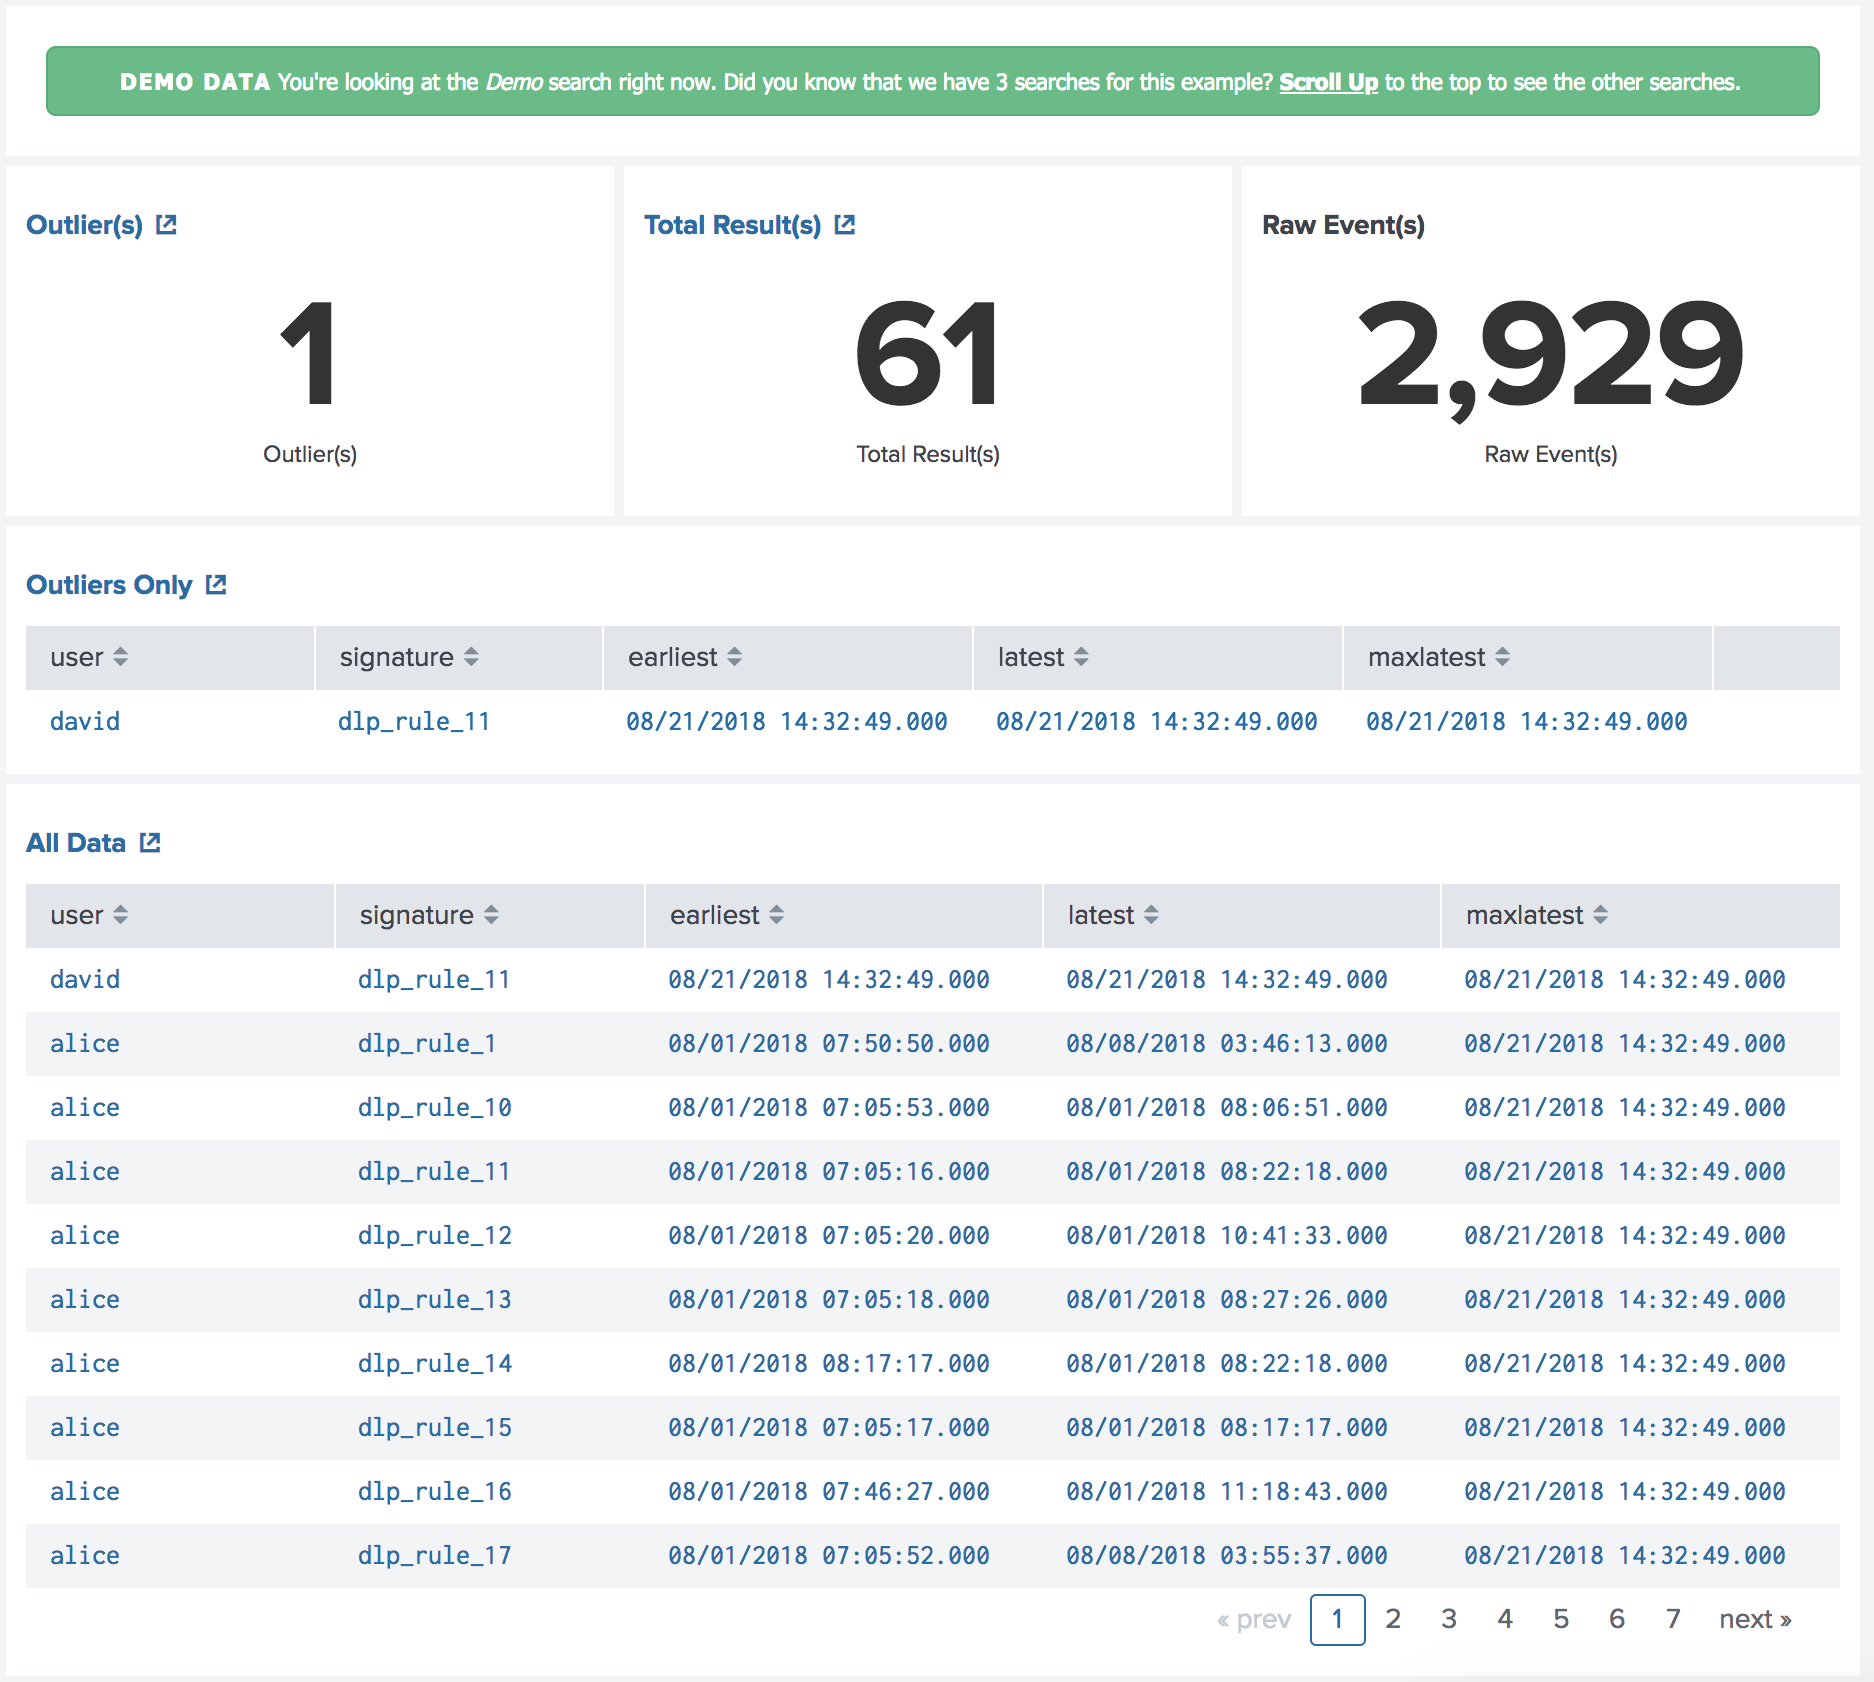 DEMO DATA You're looking at the Demo search right now. Did you know that we have 3 searches for this example? Scroll Up to the top to see the other searches.
Outlier(s) Total Result(s) Raw Event(s)
1 61 2,929
Outlier(s) Total Result(s) Raw Event(s)
Outliers Only
user signature earliest latest maxlatest
david dlp_rule_11 08/21/2018 14:32:49.000 08/21/2018 14:32:49.000 08/21/2018 14:32:49.000
All Data
user signature earliest latest maxlatest
david dlp_rule_11 08/21/2018 14:32:49.000 08/21/2018 14:32:49.000 08/21/2018 14:32:49.000
alice dlp_rule_1 08/01/2018 07:50:50.000 08/08/2018 03:46:13.000 08/21/2018 14:32:49.000
alice dlp_rule_10 08/01/2018 07:05:53.000 08/01/2018 08:06:51.000 08/21/2018 14:32:49.000
alice dlp_rule_11 08/01/2018 07:05:16.000 08/01/2018 08:22:18.000 08/21/2018 14:32:49.000
alice dlp_rule_12 08/01/2018 07:05:20.000 08/01/2018 10:41:33.000 08/21/2018 14:32:49.000
alice dlp_rule_13 08/01/2018 07:05:18.000 08/01/2018 08:27:26.000 08/21/2018 14:32:49.000
alice dlp_rule_14 08/01/2018 08:17:17.000 08/01/2018 08:22:18.000 08/21/2018 14:32:49.000
alice dlp_rule_15 08/01/2018 07:05:17.000 08/01/2018 08:17:17.000 08/21/2018 14:32:49.000
alice dlp_rule_16 08/01/2018 07:46:27.000 08/01/2018 11:18:43.000 08/21/2018 14:32:49.000
alice dlp_rule_17 08/01/2018 07:05:52.000 08/08/2018 03:55:37.000 08/21/2018 14:32:49.000
« prev 1 2 3 4 5 6 7 next »